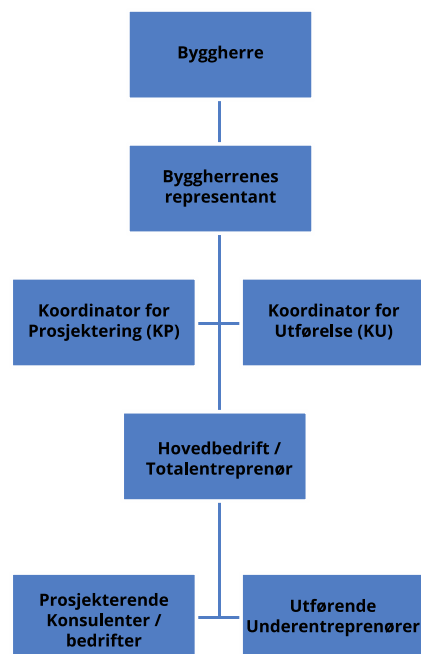 Byggherre
Byggherrenes
representant
Koordinator for
Prosjektering (KP)
Koordinator for
Utførelse (KU)
Hovedbedrift /
Totalentreprenør
Prosjekterende
Konsulenter /
bedrifter
Utførende
Underentreprenører